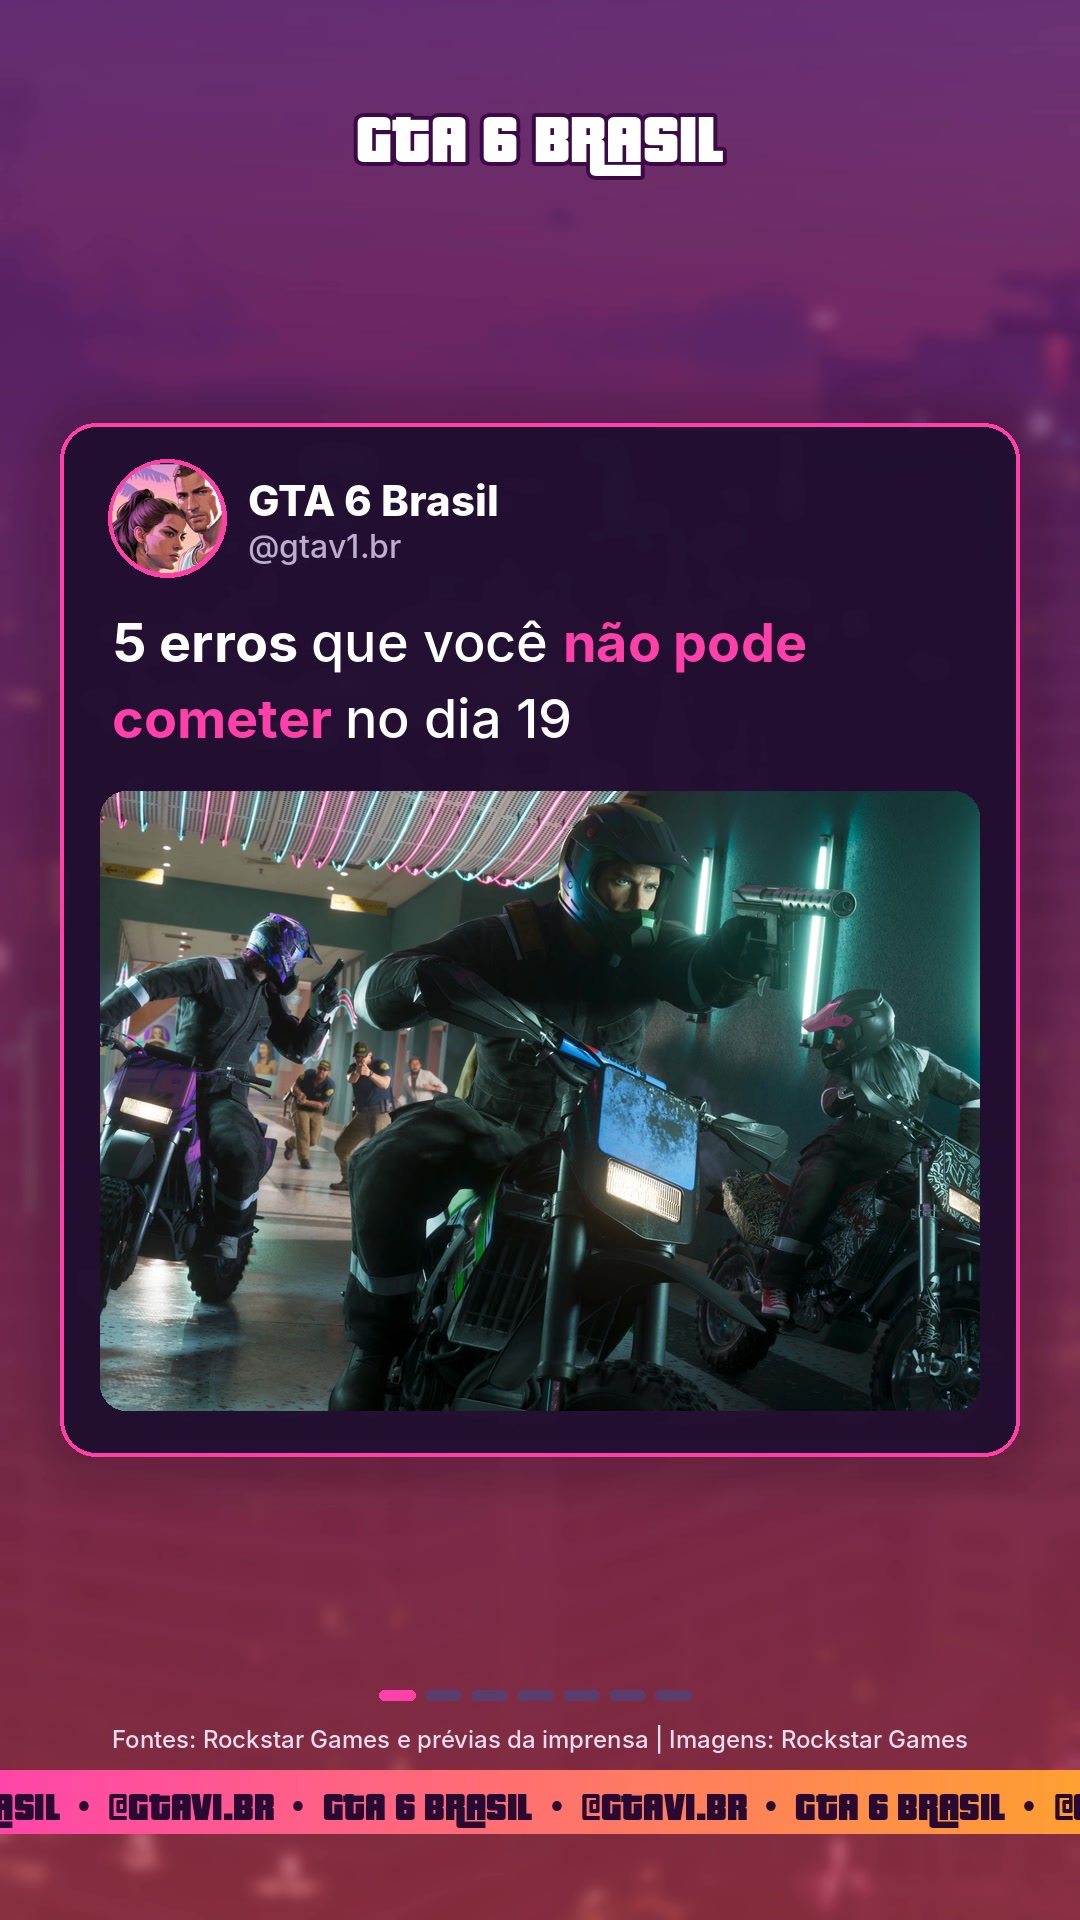 GTA 6 BRASIL
GTA 6 Brasil
@gtav1.br
5 erros que você não pode
cometer no dia 19
Fontes: Rockstar Games e prévias da imprensa | Imagens: Rockstar Games
ASIL • @GTAVI.BR • GTA 6 BRASIL • @GTAVI.BR • GTA 6 BRASIL • @